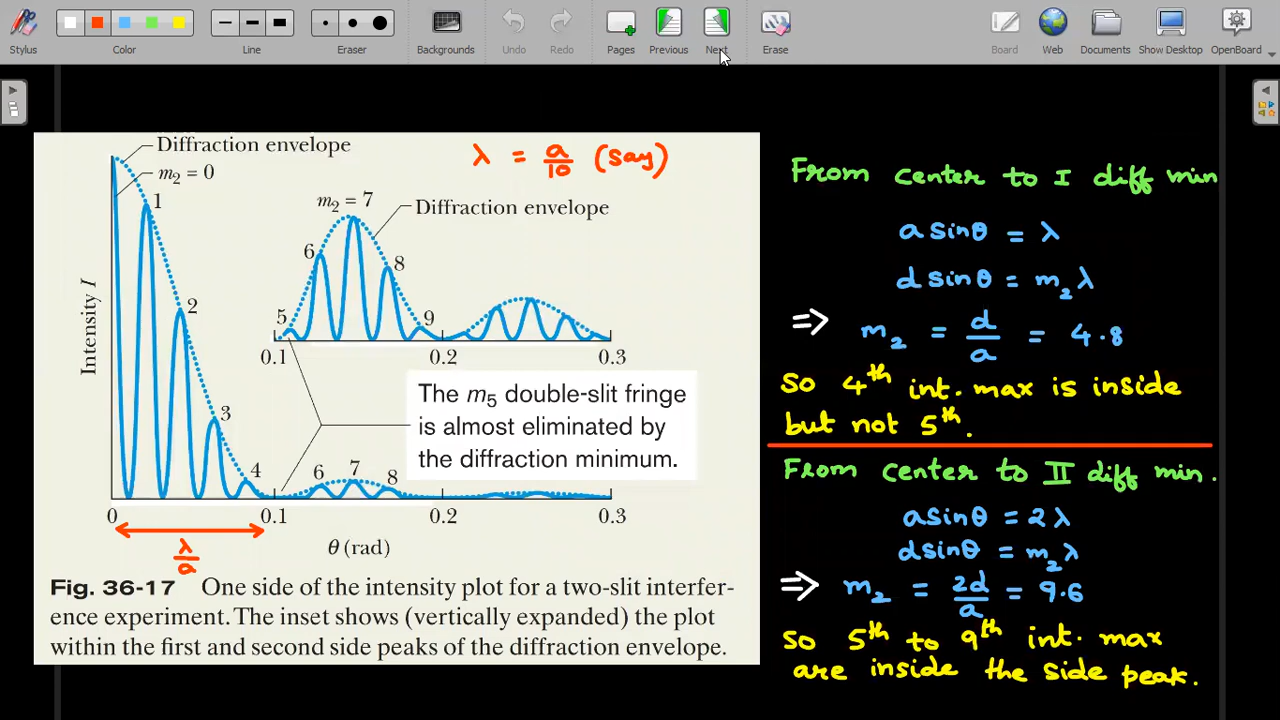 Stylus
Color
Line
Eraser
Backgrounds
Undo
Redo
Pages
Previous
Next
Erase
Board
Web
Documents
Show Desktop
OpenBoard
Diffraction envelope
m₂ = 0
1
2
3
4
Intensity I
λ = a/10 (say)
m₂ = 7
Diffraction envelope
6
8
5
9
0.1
0.2
0.3
The m₅ double-slit fringe
is almost eliminated by
the diffraction minimum.
6
7
8
0
0.1
0.2
0.3
λ/a
θ (rad)
Fig. 36-17 One side of the intensity plot for a two-slit interfer-
ence experiment. The inset shows (vertically expanded) the plot
within the first and second side peaks of the diffraction envelope.
From center to I diff min
a sinθ = λ
d sinθ = m₂λ
⇒ m₂ = d/a = 4.8
So 4th int. max is inside
but not 5th.
From center to II diff min.
asinθ = 2λ
dsinθ = m₂λ
⇒ m₂ = 2d/a = 9.6
So 5th to 9th int. max
are inside the side peak.